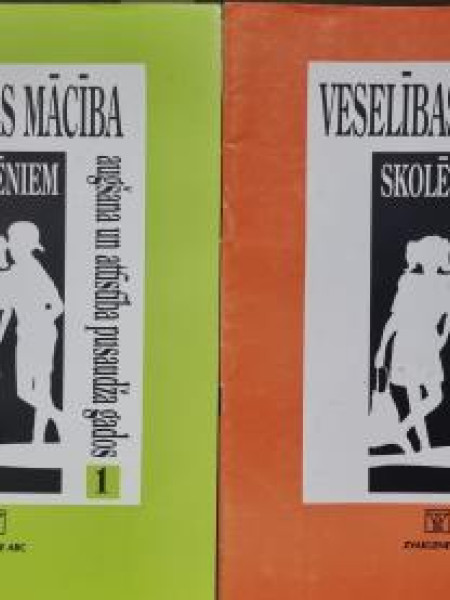 S MĀCĪBA
ĒNIEM
augšana un attīstība pusaudža gados
1
E ABC
VESELĪBAS
SKOLĒ
ZVAIGZNE